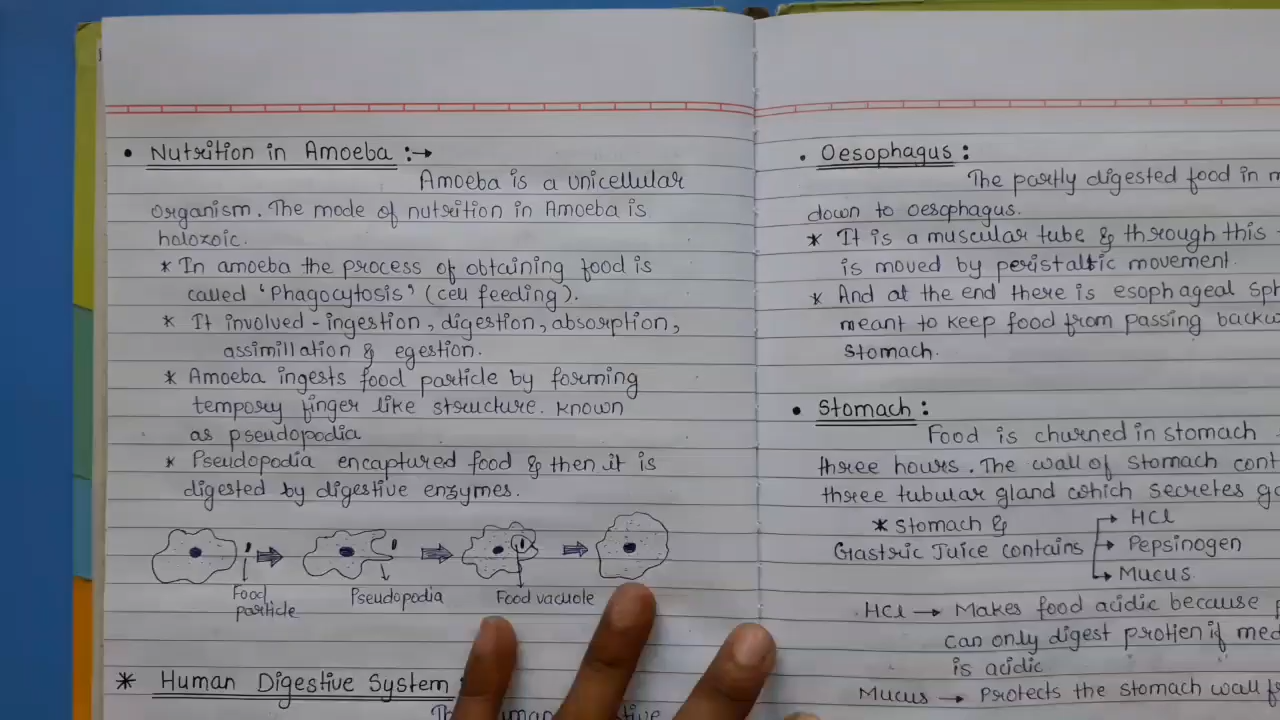 • Nutrition in Amoeba :→
Amoeba is a unicellular
organism. The mode of nutrition in Amoeba is
holozoic.
* In amoeba the process of obtaining food is
called 'Phagocytosis' (cell feeding).
* It involved - ingestion, digestion, absorption,
assimillation & egestion.
* Amoeba ingests food particle by forming
tempory finger like structure. known
as pseudopodia
* Pseudopodia encaptured food & then it is
digested by digestive enzymes.
Food
particle
Pseudopodia
Food vacuole
* Human Digestive System :
• Oesophagus :
The partly digested food in
down to oesophagus.
* It is a muscular tube & through this
is moved by peristaltic movement.
* And at the end there is esophageal
meant to keep food from passing
stomach.
• Stomach :
Food is churned in stomach
three hours. The wall of stomach
three tubular gland which secretes
* Stomach &
Gastric Juice contains
→ HCl
→ Pepsinogen
→ Mucus
HCl → Makes food acidic because
can only digest protien if
is acidic
Mucus → Protects the stomach wall